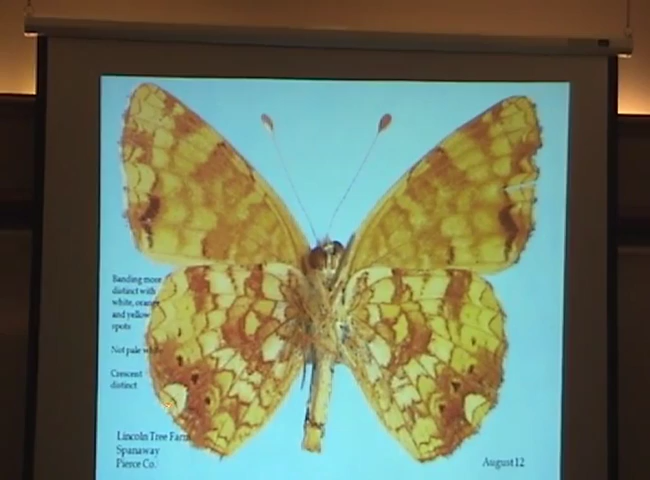 Banding more
distinct with
white, orange
and yellow
spots
Not pale white
Crescent
distinct
Lincoln Tree Farm
Spanaway
Pierce Co.
August 12